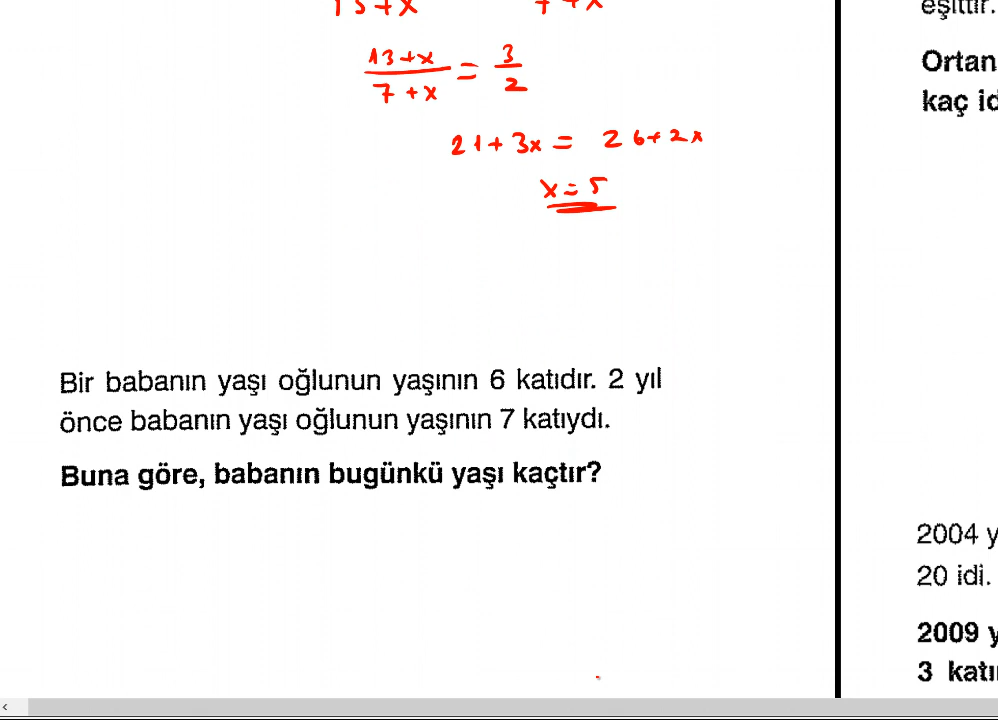 13+x 7+x
eşittir.
13+x / 7+x = 3/2
21+3x = 26+2x
x=5
Bir babanın yaşı oğlunun yaşının 6 katıdır. 2 yıl
önce babanın yaşı oğlunun yaşının 7 katıydı.
Buna göre, babanın bugünkü yaşı kaçtır?
Ortan
kaç id
2004 y
20 idi.
2009 y
3 katı